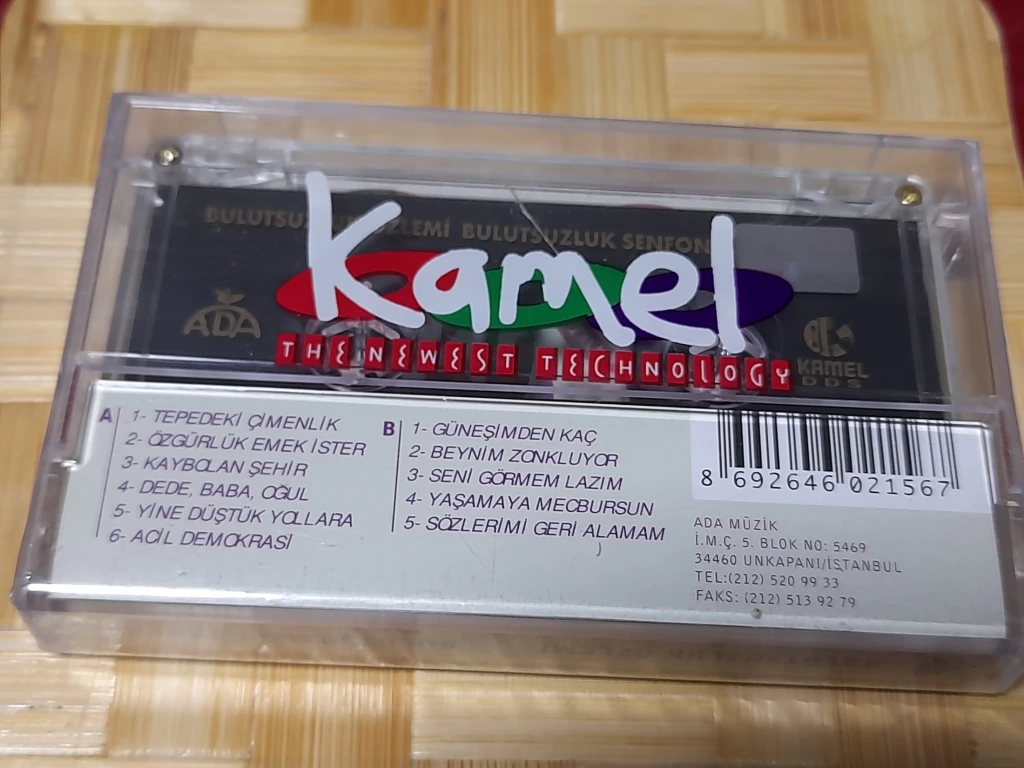 BULUTSUZLUK ÖZLEMİ BULUTSUZLUK SENFON
Kamel
ADA
THE NEWEST TECHNOLOGY
KAMEL
DDS
A 1- TEPEDEKİ ÇİMENLİK
2- ÖZGÜRLÜK EMEK İSTER
3- KAYBOLAN ŞEHİR
4- DEDE, BABA, OĞUL
5- YİNE DÜŞTÜK YOLLARA
6- ACİL DEMOKRASİ
B 1- GÜNEŞİMDEN KAÇ
2- BEYNİM ZONKLUYOR
3- SENİ GÖRMEM LAZIM
4- YAŞAMAYA MECBURSUN
5- SÖZLERİMİ GERİ ALAMAM
8 692646 021567
ADA MÜZİK
İ.M.Ç. 5. BLOK NO: 5469
34460 UNKAPANI/İSTANBUL
TEL:(212) 520 99 33
FAKS: (212) 513 92 79